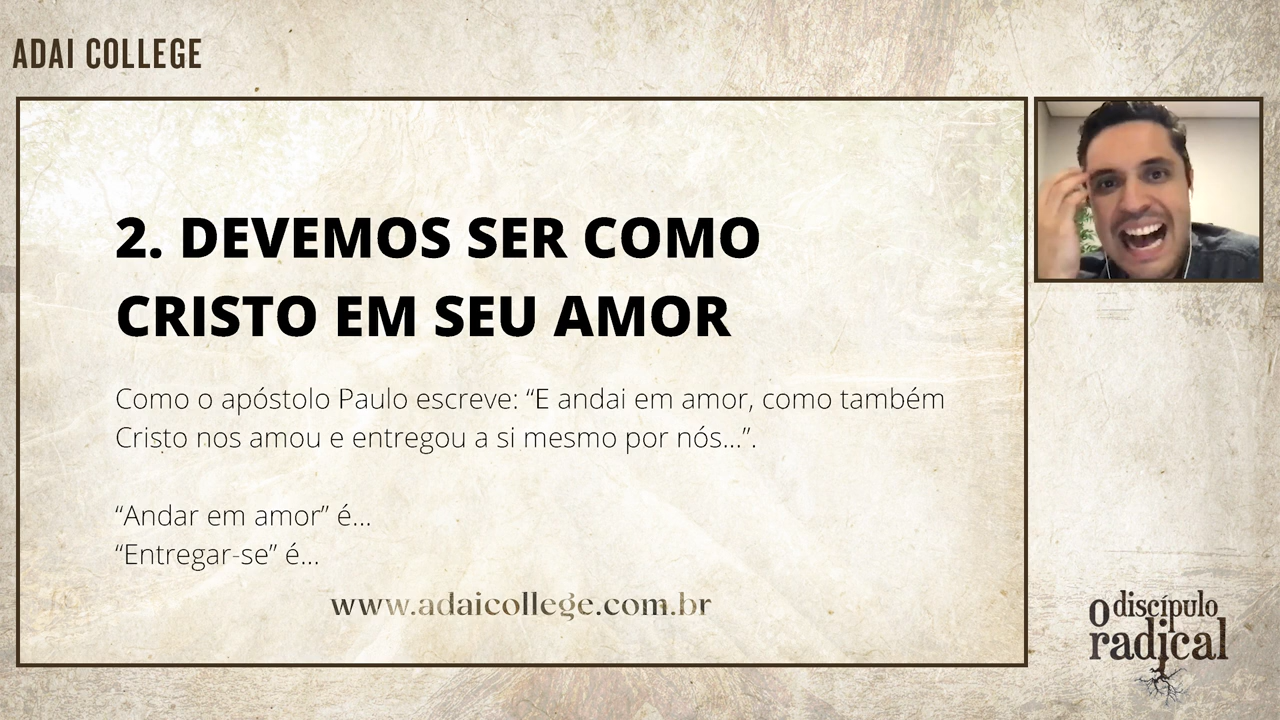 ADAI COLLEGE
2. DEVEMOS SER COMO
CRISTO EM SEU AMOR
Como o apóstolo Paulo escreve: “E andai em amor, como também
Cristo nos amou e entregou a si mesmo por nós...”.
“Andar em amor” é...
“Entregar-se” é...
www.adaicollege.com.br
o discípulo
radical